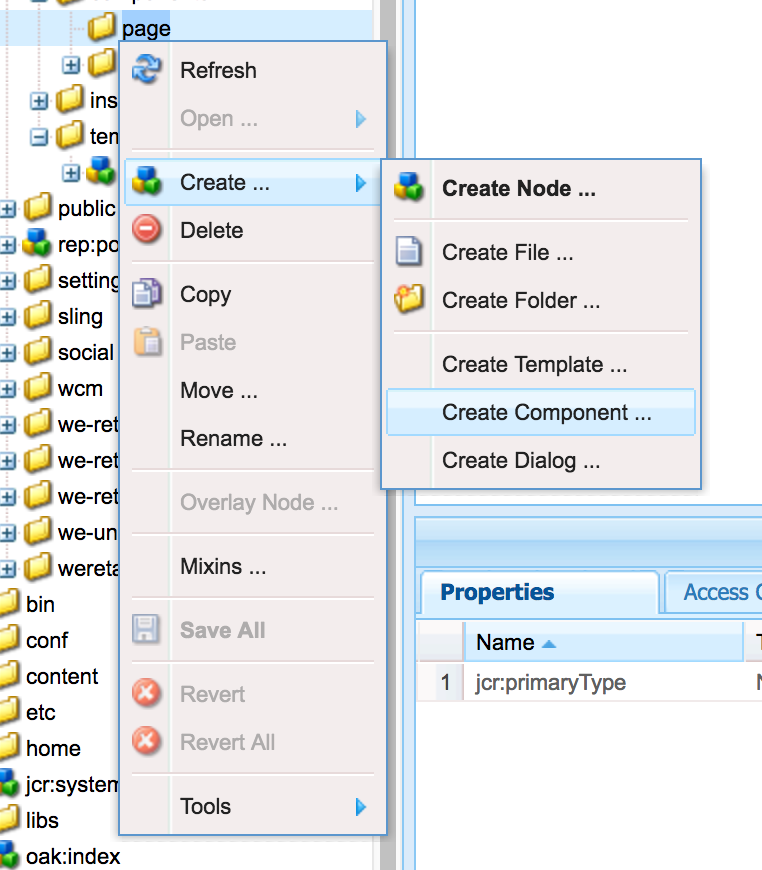 page
ins
tem
public
rep:po
setting
sling
social
wcm
we-ret
we-ret
we-ret
we-un
wereta
bin
conf
content
etc
home
jcr:system
libs
oak:index
Refresh
Open ...
Create ...
Delete
Copy
Paste
Move ...
Rename ...
Overlay Node ...
Mixins ...
Save All
Revert
Revert All
Tools
Create Node ...
Create File ...
Create Folder ...
Create Template ...
Create Component ...
Create Dialog ...
Properties
Access
Name
1 jcr:primaryType